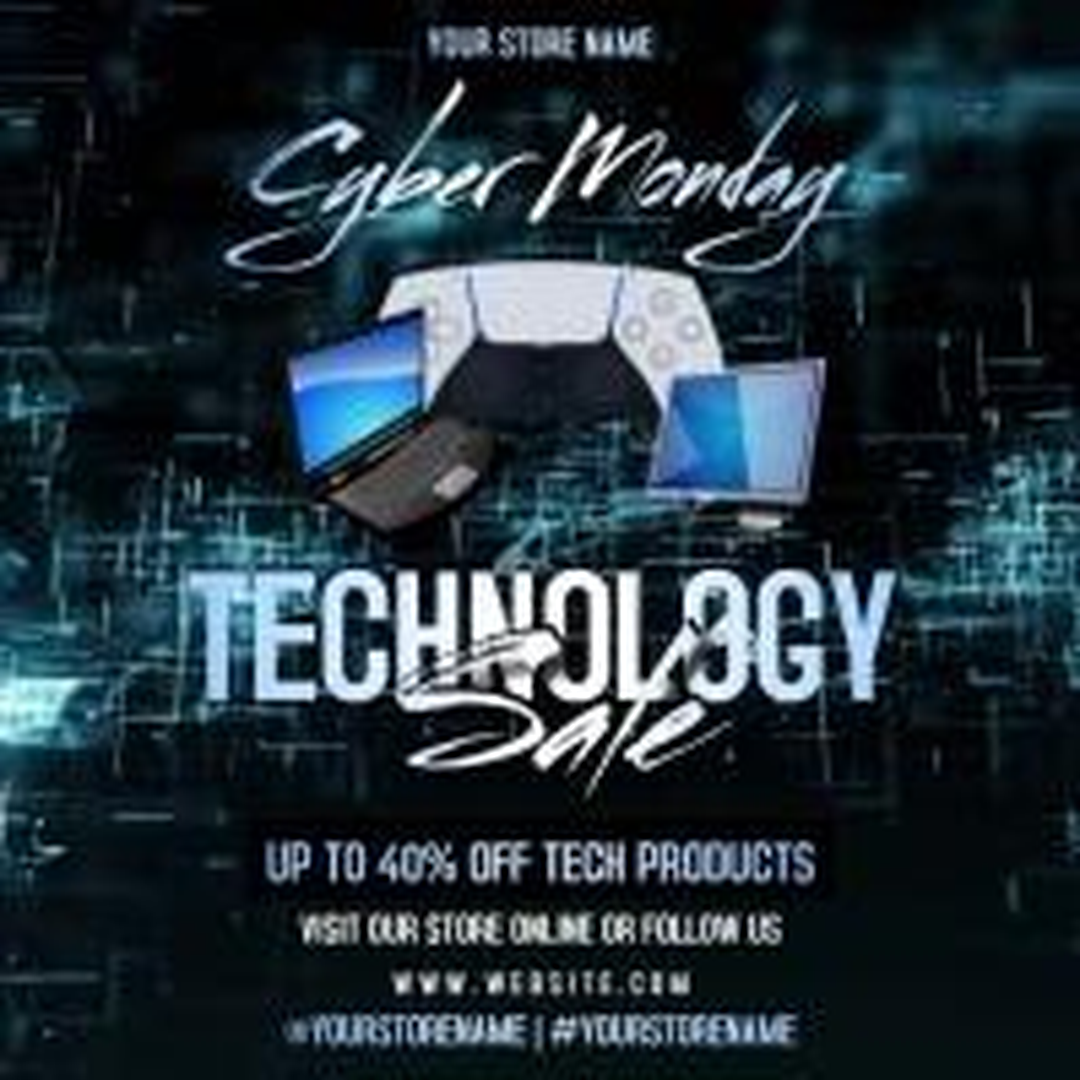 YOUR STORE NAME
Cyber Monday
TECHNOLOGY
Sale
UP TO 40% OFF TECH PRODUCTS
VISIT OUR STORE ONLINE OR FOLLOW US
WWW.WEBSITE.COM
@YOURSTORENAME | #YOURSTORENAME